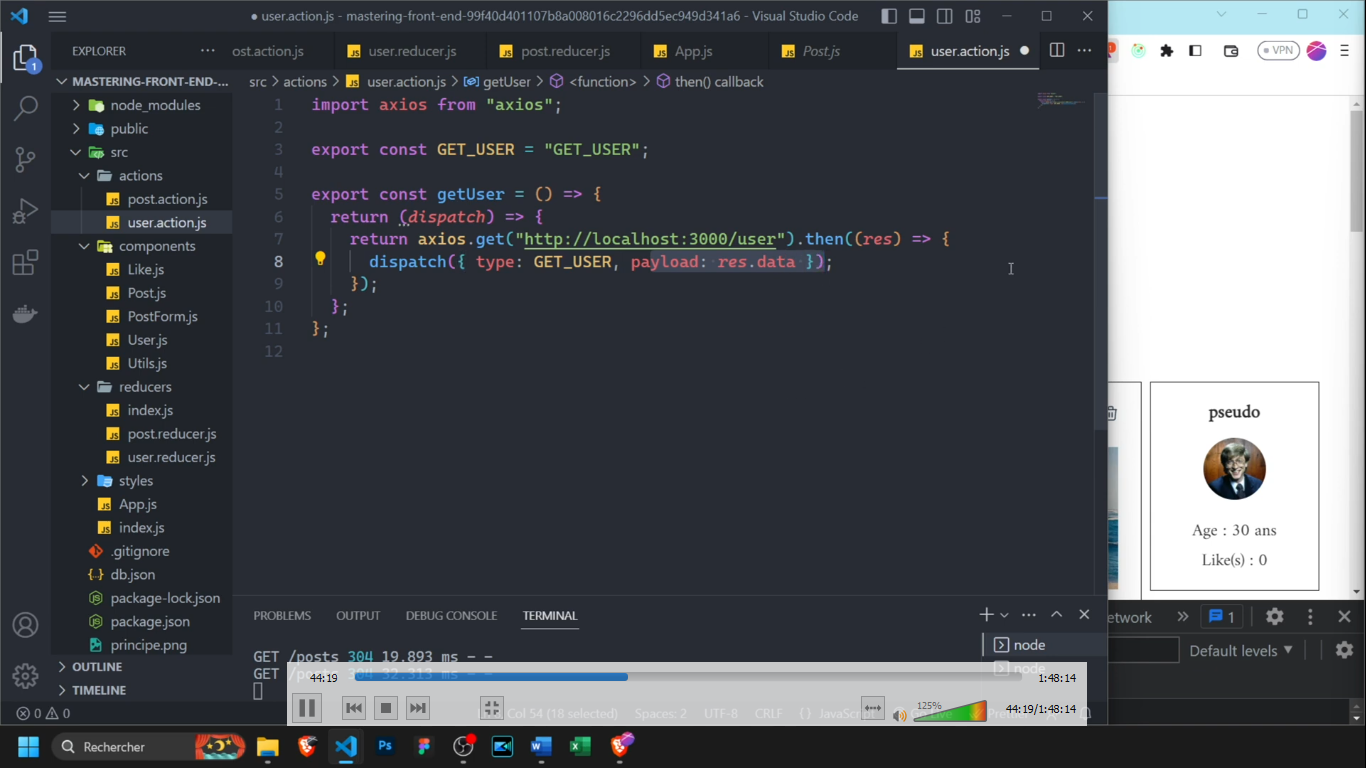 user.action.js - mastering-front-end-99f40d401107b8a008016c2296dd5ec949d341a6 - Visual Studio Code
EXPLORER
ost.action.js
user.reducer.js
post.reducer.js
App.js
Post.js
user.action.js
MASTERING-FRONT-END-...
src > actions > user.action.js > getUser > <function> > then() callback
node_modules
public
src
actions
post.action.js
user.action.js
components
Like.js
Post.js
PostForm.js
User.js
Utils.js
reducers
index.js
post.reducer.js
user.reducer.js
styles
App.js
index.js
.gitignore
db.json
package-lock.json
package.json
principe.png
OUTLINE
TIMELINE
1 import axios from "axios";
2
3 export const GET_USER = "GET_USER";
4
5 export const getUser = () => {
6 return (dispatch) => {
7 return axios.get("http://localhost:3000/user").then((res) => {
8 dispatch({ type: GET_USER, payload: res.data });
9 });
10 };
11 };
12
PROBLEMS OUTPUT DEBUG CONSOLE TERMINAL
GET /posts 304 19.893 ms - -
GET /posts 304 32.313 ms - -
node
node
VPN
pseudo
Age : 30 ans
Like(s) : 0
etwork
1
Default levels
44:19
1:48:14
125%
44:19/1:48:14
0 0
Col 54 (18 selected) Spaces: 2 UTF-8 CRLF {} JavaScript
Rechercher